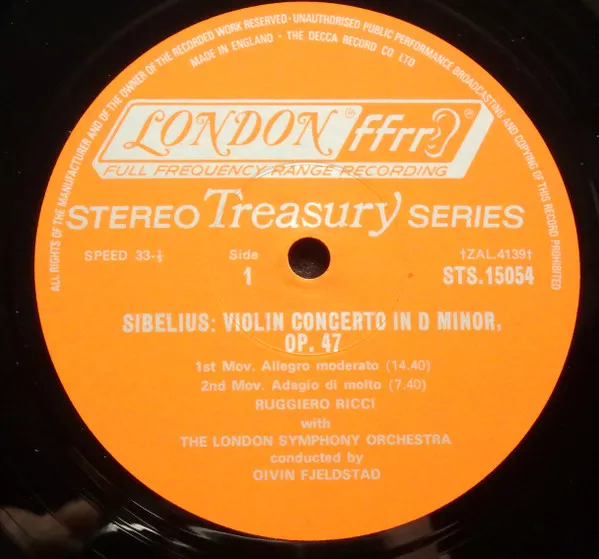 ALL RIGHTS OF THE MANUFACTURER AND OF THE OWNER OF THE RECORDED WORK RESERVED · UNAUTHORISED PUBLIC PERFORMANCE BROADCASTING AND COPYING OF THIS RECORD PROHIBITED
MADE IN ENGLAND · THE DECCA RECORD CO LTD
LONDON ® ffrr ®
FULL FREQUENCY RANGE RECORDING
STEREO Treasury SERIES
SPEED 33-⅓ Side †ZAL.4139†
1 STS.15054
SIBELIUS: VIOLIN CONCERTO IN D MINOR,
OP. 47
1st Mov. Allegro moderato (14.40)
2nd Mov. Adagio di molto (7.40)
RUGGIERO RICCI
with
THE LONDON SYMPHONY ORCHESTRA
conducted by
OIVIN FJELDSTAD